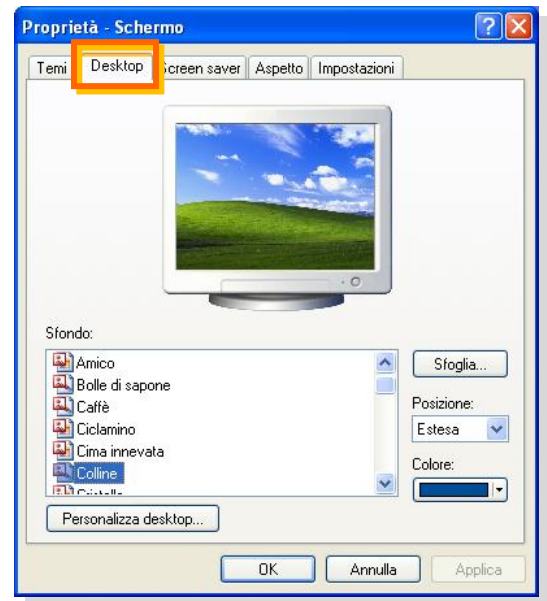 Proprietà - Schermo
Temi Desktop Screen saver Aspetto Impostazioni
Sfondo:
Amico
Bolle di sapone
Caffè
Ciclamino
Cima innevata
Colline
Sfoglia...
Posizione:
Estesa
Colore:
Personalizza desktop...
OK Annulla Applica